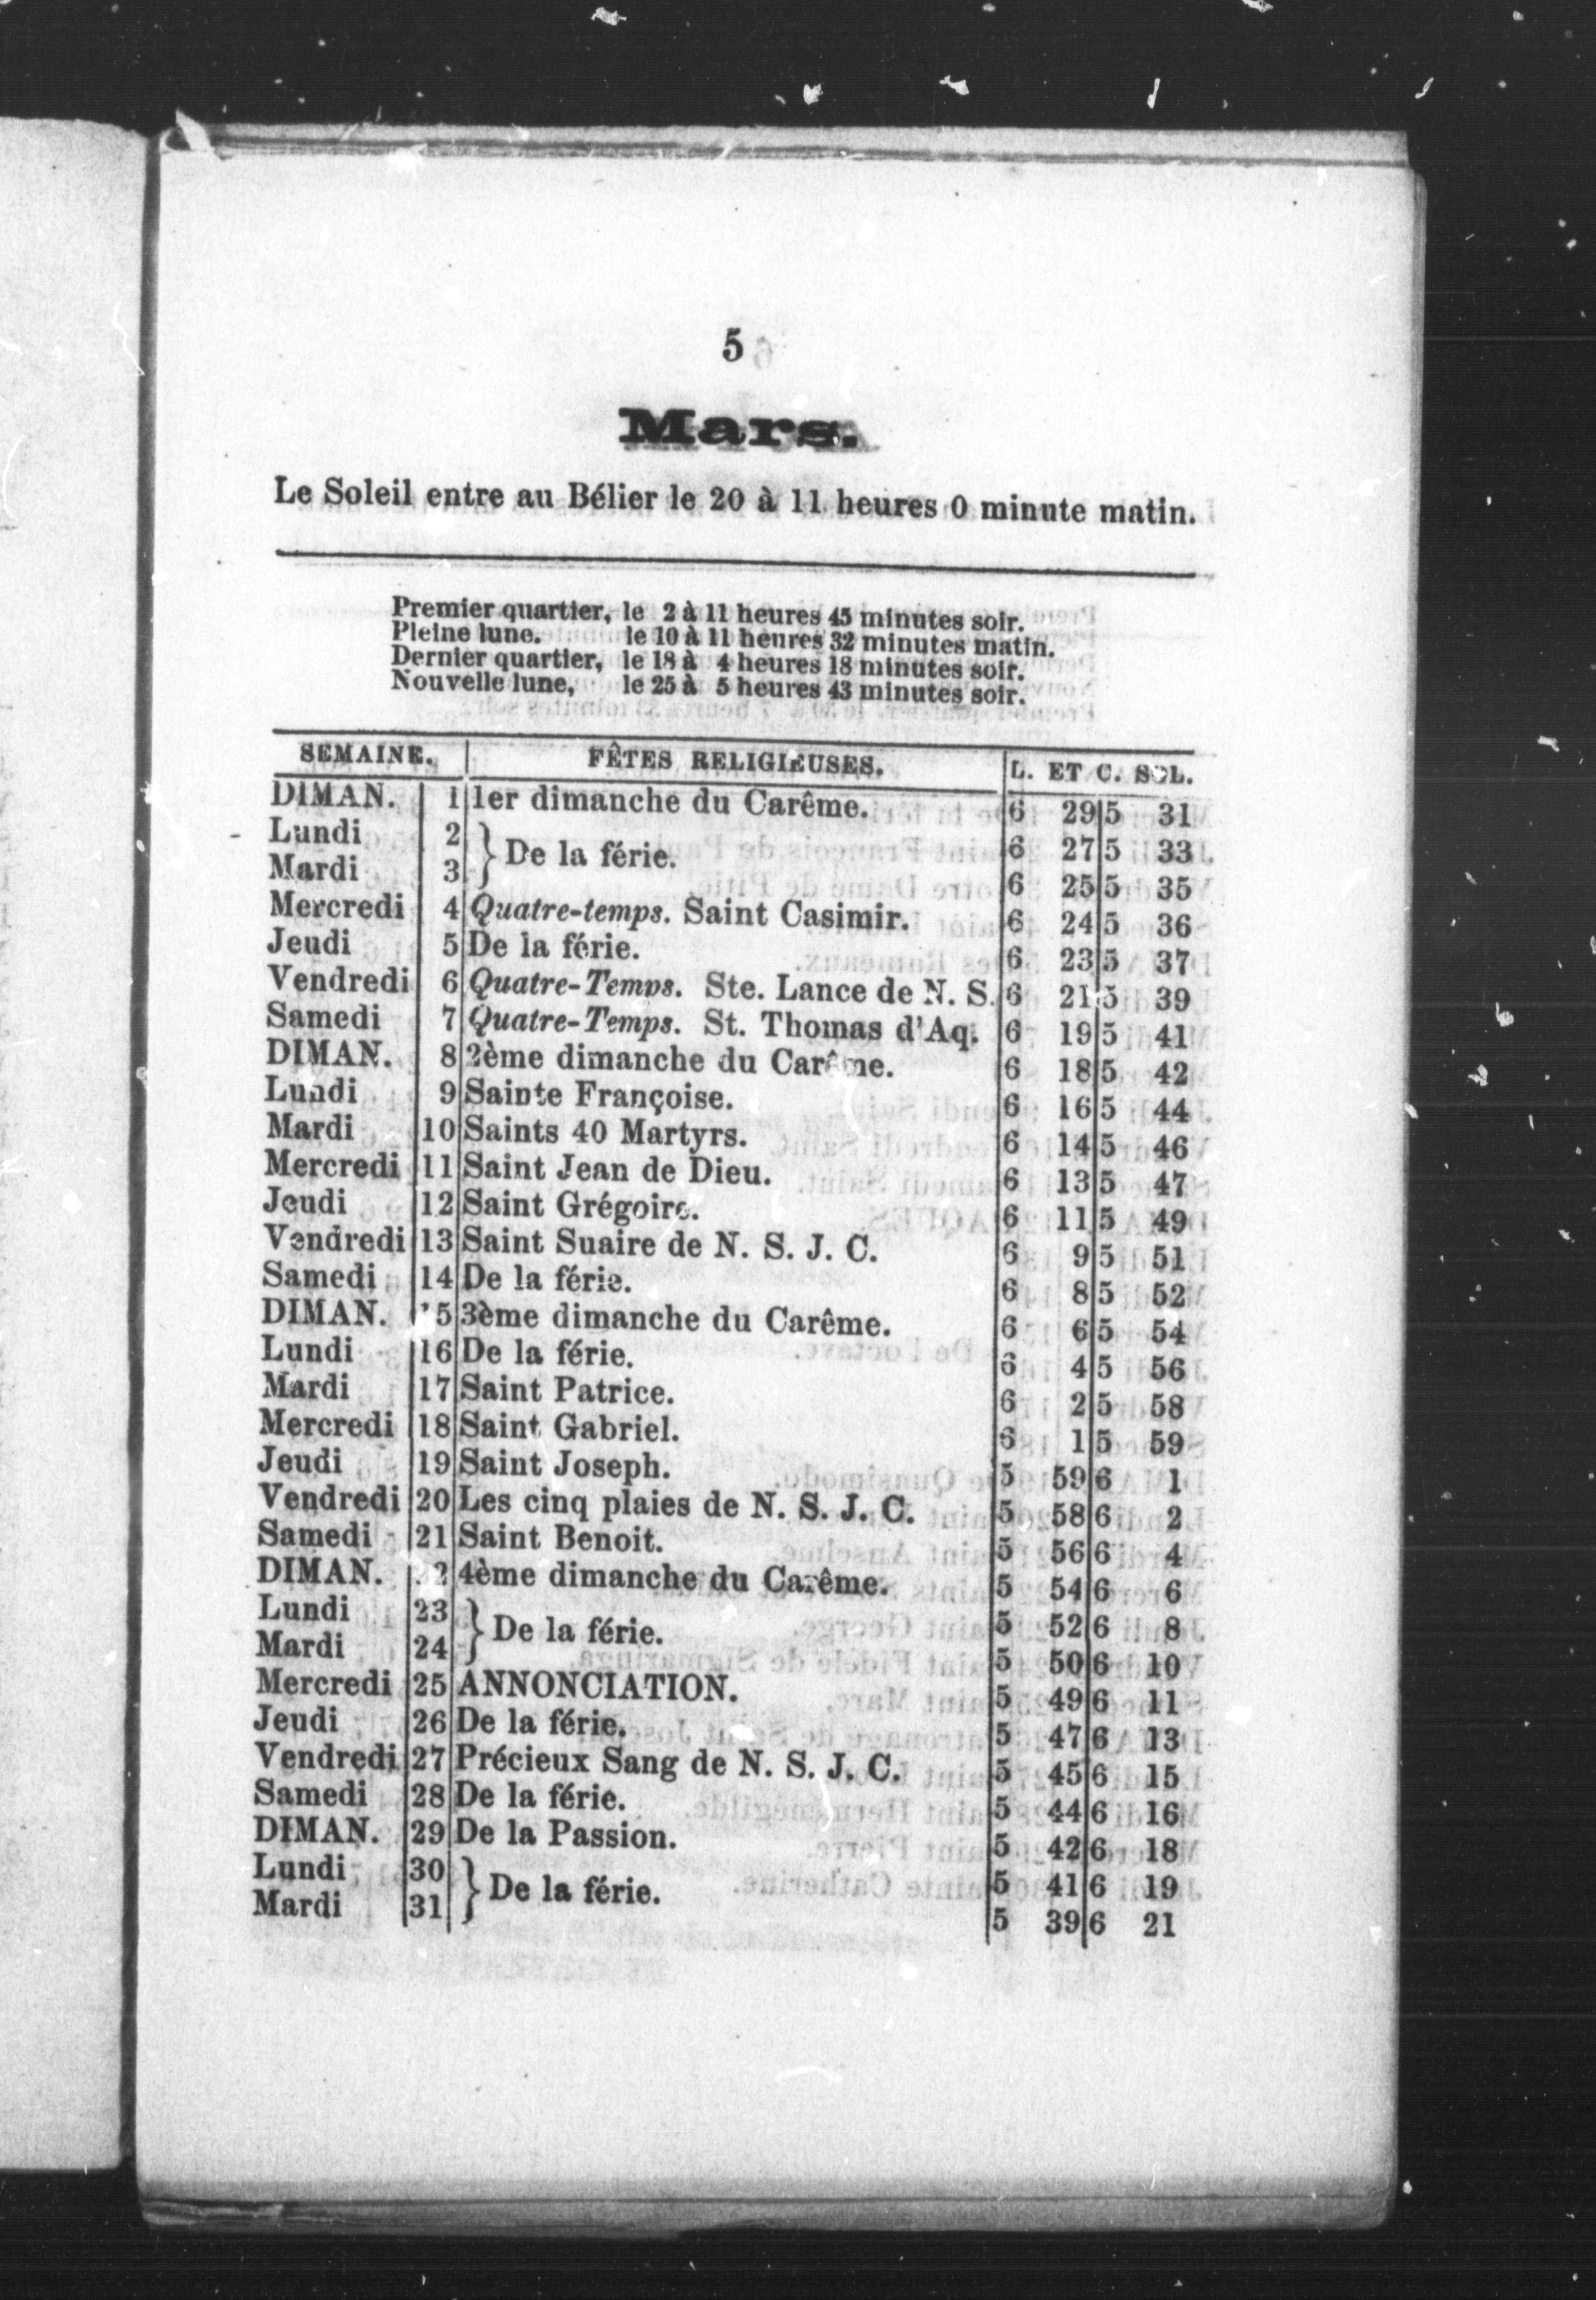 5
Mars.
Le Soleil entre au Bélier le 20 à 11 heures 0 minute matin.
Premier quartier, le 2 à 11 heures 45 minutes soir.
Pleine lune. le 10 à 11 heures 32 minutes matin.
Dernier quartier, le 18 à 4 heures 18 minutes soir.
Nouvelle lune, le 25 à 5 heures 43 minutes soir.
SEMAINE. FÊTES RELIGIEUSES. L. ET C. SOL.
DIMAN. 1 1er dimanche du Carême. 6 29 5 31
Lundi 2 } De la férie. 6 27 5 33
Mardi 3 6 25 5 35
Mercredi 4 Quatre-temps. Saint Casimir. 6 24 5 36
Jeudi 5 De la férie. 6 23 5 37
Vendredi 6 Quatre-Temps. Ste. Lance de N. S. 6 21 5 39
Samedi 7 Quatre-Temps. St. Thomas d'Aq. 6 19 5 41
DIMAN. 8 2ème dimanche du Carême. 6 18 5 42
Lundi 9 Sainte Françoise. 6 16 5 44
Mardi 10 Saints 40 Martyrs. 6 14 5 46
Mercredi 11 Saint Jean de Dieu. 6 13 5 47
Jeudi 12 Saint Grégoire. 6 11 5 49
Vendredi 13 Saint Suaire de N. S. J. C. 6 9 5 51
Samedi 14 De la férie. 6 8 5 52
DIMAN. 15 3ème dimanche du Carême. 6 6 5 54
Lundi 16 De la férie. 6 4 5 56
Mardi 17 Saint Patrice. 6 2 5 58
Mercredi 18 Saint Gabriel. 6 1 5 59
Jeudi 19 Saint Joseph. 5 59 6 1
Vendredi 20 Les cinq plaies de N. S. J. C. 5 58 6 2
Samedi 21 Saint Benoit. 5 56 6 4
DIMAN. 22 4ème dimanche du Carême. 5 54 6 6
Lundi 23 } De la férie. 5 52 6 8
Mardi 24 5 50 6 10
Mercredi 25 ANNONCIATION. 5 49 6 11
Jeudi 26 De la férie. 5 47 6 13
Vendredi 27 Précieux Sang de N. S. J. C. 5 45 6 15
Samedi 28 De la férie. 5 44 6 16
DIMAN. 29 De la Passion. 5 42 6 18
Lundi 30 } De la férie. 5 41 6 19
Mardi 31 5 39 6 21